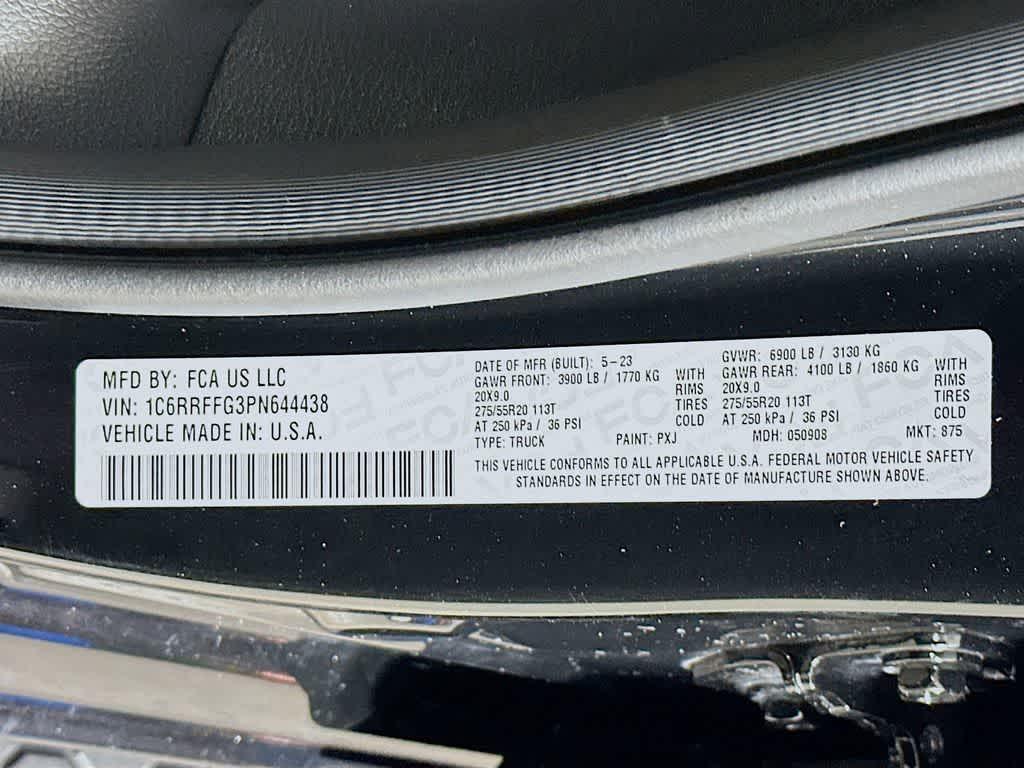 MFD BY: FCA US LLC
VIN: 1C6RRFFG3PN644438
VEHICLE MADE IN: U.S.A.
DATE OF MFR (BUILT): 5-23
GAWR FRONT: 3900 LB / 1770 KG WITH
20X9.0 RIMS
275/55R20 113T TIRES
AT 250 kPa / 36 PSI COLD
TYPE: TRUCK PAINT: PXJ
GVWR: 6900 LB / 3130 KG
GAWR REAR: 4100 LB / 1860 KG WITH
20X9.0 RIMS
275/55R20 113T TIRES
AT 250 kPa / 36 PSI COLD
MDH: 050908 MKT: 875
THIS VEHICLE CONFORMS TO ALL APPLICABLE U.S.A. FEDERAL MOTOR VEHICLE SAFETY
STANDARDS IN EFFECT ON THE DATE OF MANUFACTURE SHOWN ABOVE.